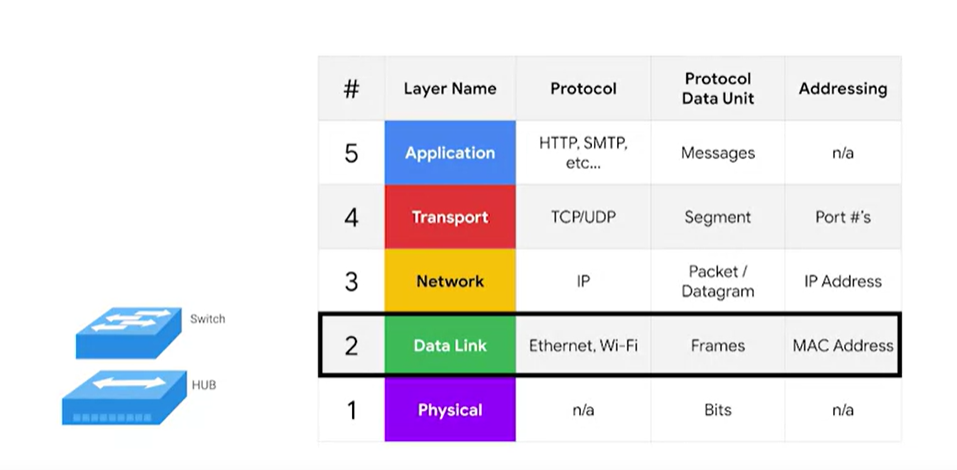 # Layer Name Protocol Protocol Data Unit Addressing
5 Application HTTP, SMTP, etc... Messages n/a
4 Transport TCP/UDP Segment Port #'s
3 Network IP Packet / Datagram IP Address
Switch
2 Data Link Ethernet, Wi-Fi Frames MAC Address
HUB
1 Physical n/a Bits n/a